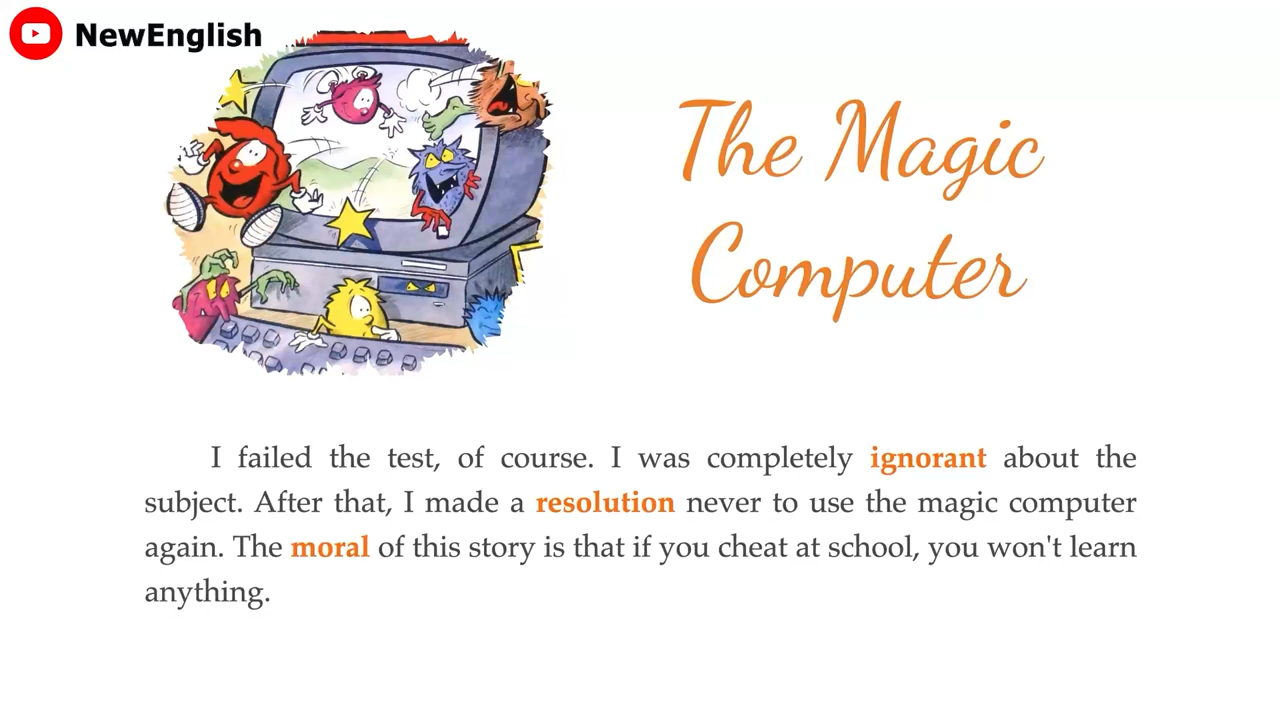 NewEnglish
The Magic
Computer
I failed the test, of course. I was completely ignorant about the
subject. After that, I made a resolution never to use the magic computer
again. The moral of this story is that if you cheat at school, you won't learn
anything.